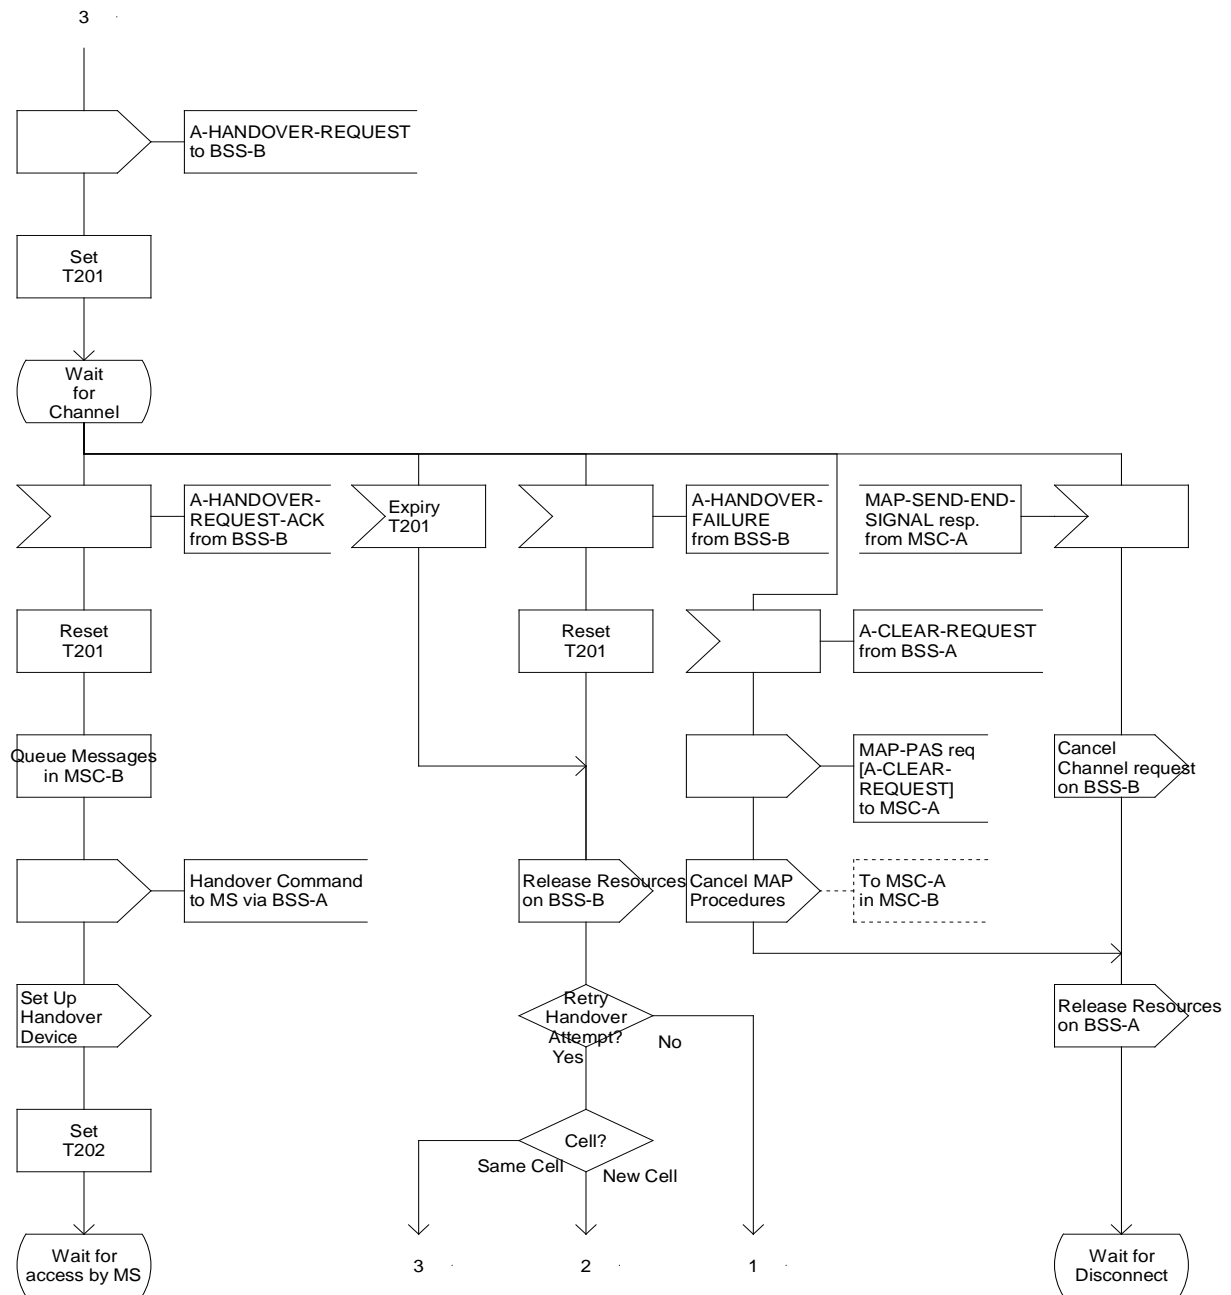 3
A-HANDOVER-REQUEST
to BSS-B
Set
T201
Wait
for
Channel
A-HANDOVER-
REQUEST-ACK
from BSS-B
Expiry
T201
A-HANDOVER-
FAILURE
from BSS-B
MAP-SEND-END-
SIGNAL resp.
from MSC-A
Reset
T201
Reset
T201
A-CLEAR-REQUEST
from BSS-A
Queue Messages
in MSC-B
MAP-PAS req
[A-CLEAR-
REQUEST]
to MSC-A
Cancel
Channel request
on BSS-B
Handover Command
to MS via BSS-A
Release Resources
on BSS-B
Cancel MAP
Procedures
To MSC-A
in MSC-B
Set Up
Handover
Device
Retry
Handover
Attempt?
Yes
No
Release Resources
on BSS-A
Set
T202
Cell?
Same Cell
New Cell
Wait for
access by MS
3
2
1
Wait for
Disconnect